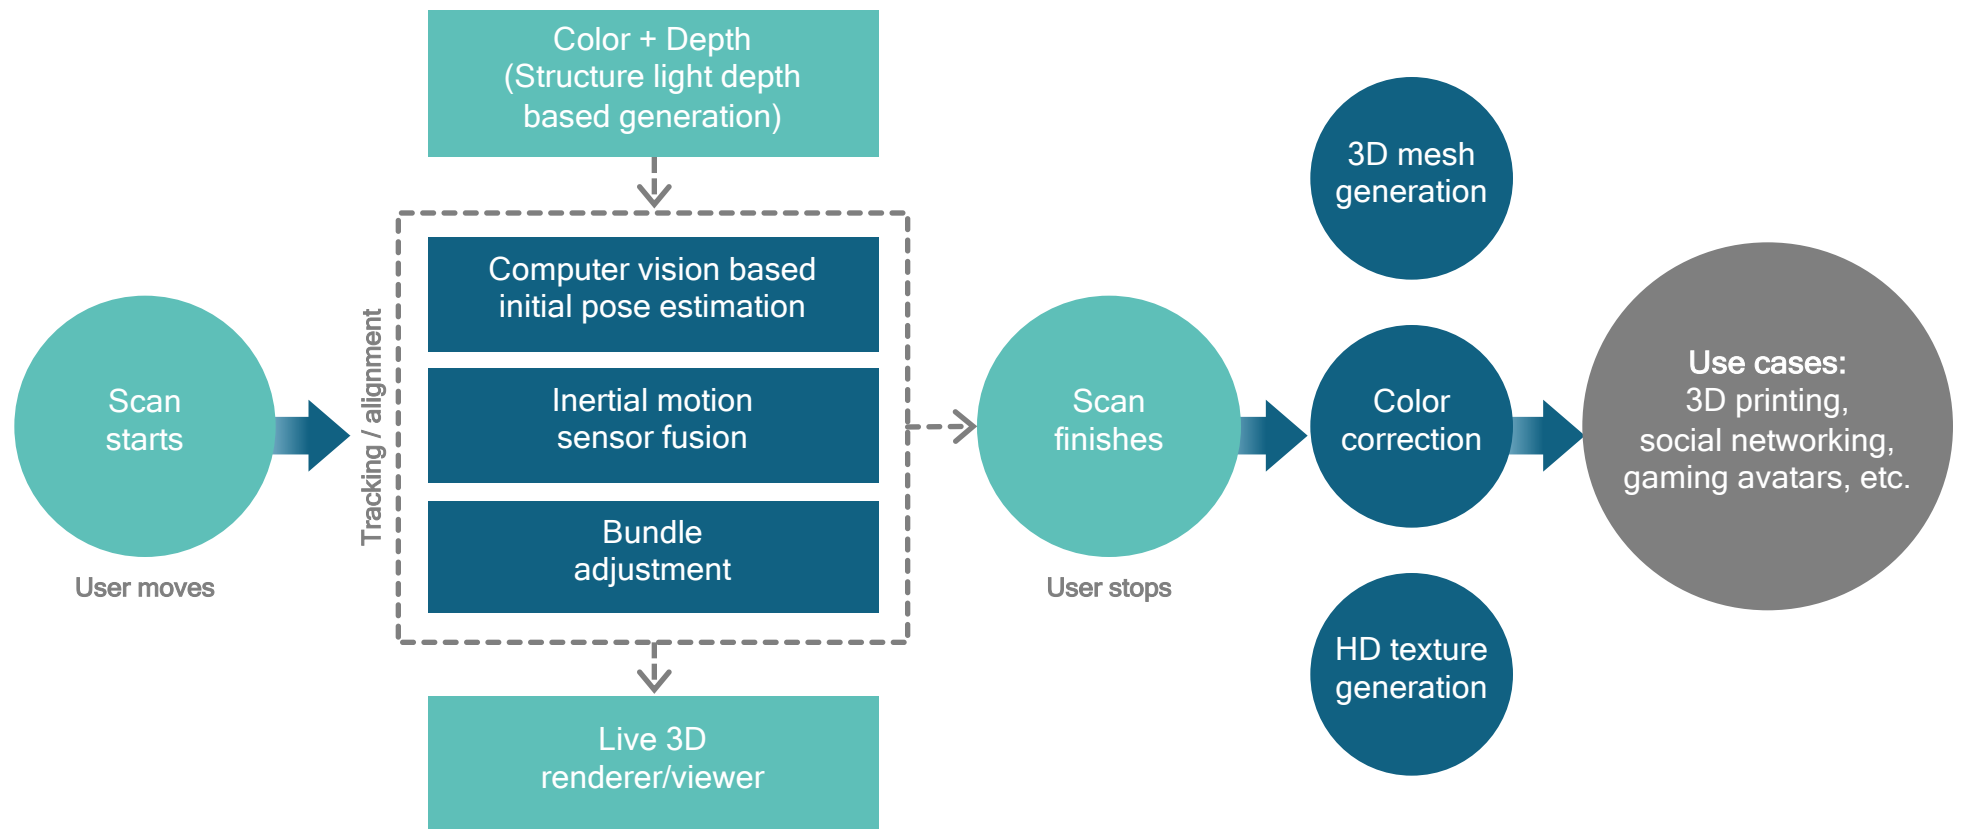 Color + Depth
(Structure light depth
based generation)
Scan
starts
User moves
Tracking / alignment
Computer vision based
initial pose estimation
Inertial motion
sensor fusion
Bundle
adjustment
Live 3D
renderer/viewer
Scan
finishes
User stops
3D mesh
generation
Color
correction
HD texture
generation
Use cases:
3D printing,
social networking,
gaming avatars, etc.